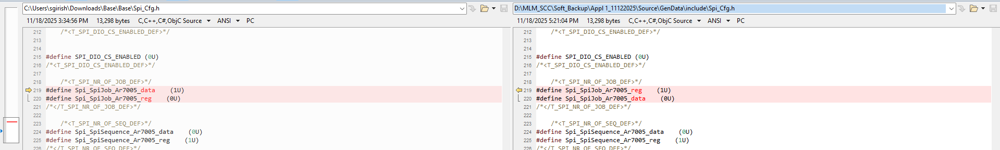 C:\Users\sgirish\Downloads\Base\Base\Spi_Cfg.h
11/18/2025 3:34:56 PM 13,298 bytes C,C++,C#,ObjC Source ANSI PC
212 /*<T_SPI_DIO_CS_ENABLED_DEF>*/
213
214
215 #define SPI_DIO_CS_ENABLED (0U)
216 /*<T_SPI_DIO_CS_ENABLED_DEF>*/
217
218 /*<T_SPI_NR_OF_JOB_DEF>*/
219 #define Spi_SpiJob_Ar7005_data (1U)
220 #define Spi_SpiJob_Ar7005_reg (0U)
221 /*</T_SPI_NR_OF_JOB_DEF>*/
222
223 /*<T_SPI_NR_OF_SEQ_DEF>*/
224 #define Spi_SpiSequence_Ar7005_data (0U)
225 #define Spi_SpiSequence_Ar7005_reg (1U)
226 /*</T_SPI_NR_OF_SEQ_DEF>*/
D:\MLM_SCC\Soft_Backup\Appl 1_11122025\Source\GenData\include\Spi_Cfg.h
11/18/2025 5:21:04 PM 13,298 bytes C,C++,C#,ObjC Source ANSI PC
212 /*<T_SPI_DIO_CS_ENABLED_DEF>*/
213
214
215 #define SPI_DIO_CS_ENABLED (0U)
216 /*<T_SPI_DIO_CS_ENABLED_DEF>*/
217
218 /*<T_SPI_NR_OF_JOB_DEF>*/
219 #define Spi_SpiJob_Ar7005_reg (1U)
220 #define Spi_SpiJob_Ar7005_data (0U)
221 /*</T_SPI_NR_OF_JOB_DEF>*/
222
223 /*<T_SPI_NR_OF_SEQ_DEF>*/
224 #define Spi_SpiSequence_Ar7005_data (0U)
225 #define Spi_SpiSequence_Ar7005_reg (1U)
226 /*</T_SPI_NR_OF_SEQ_DEF>*/